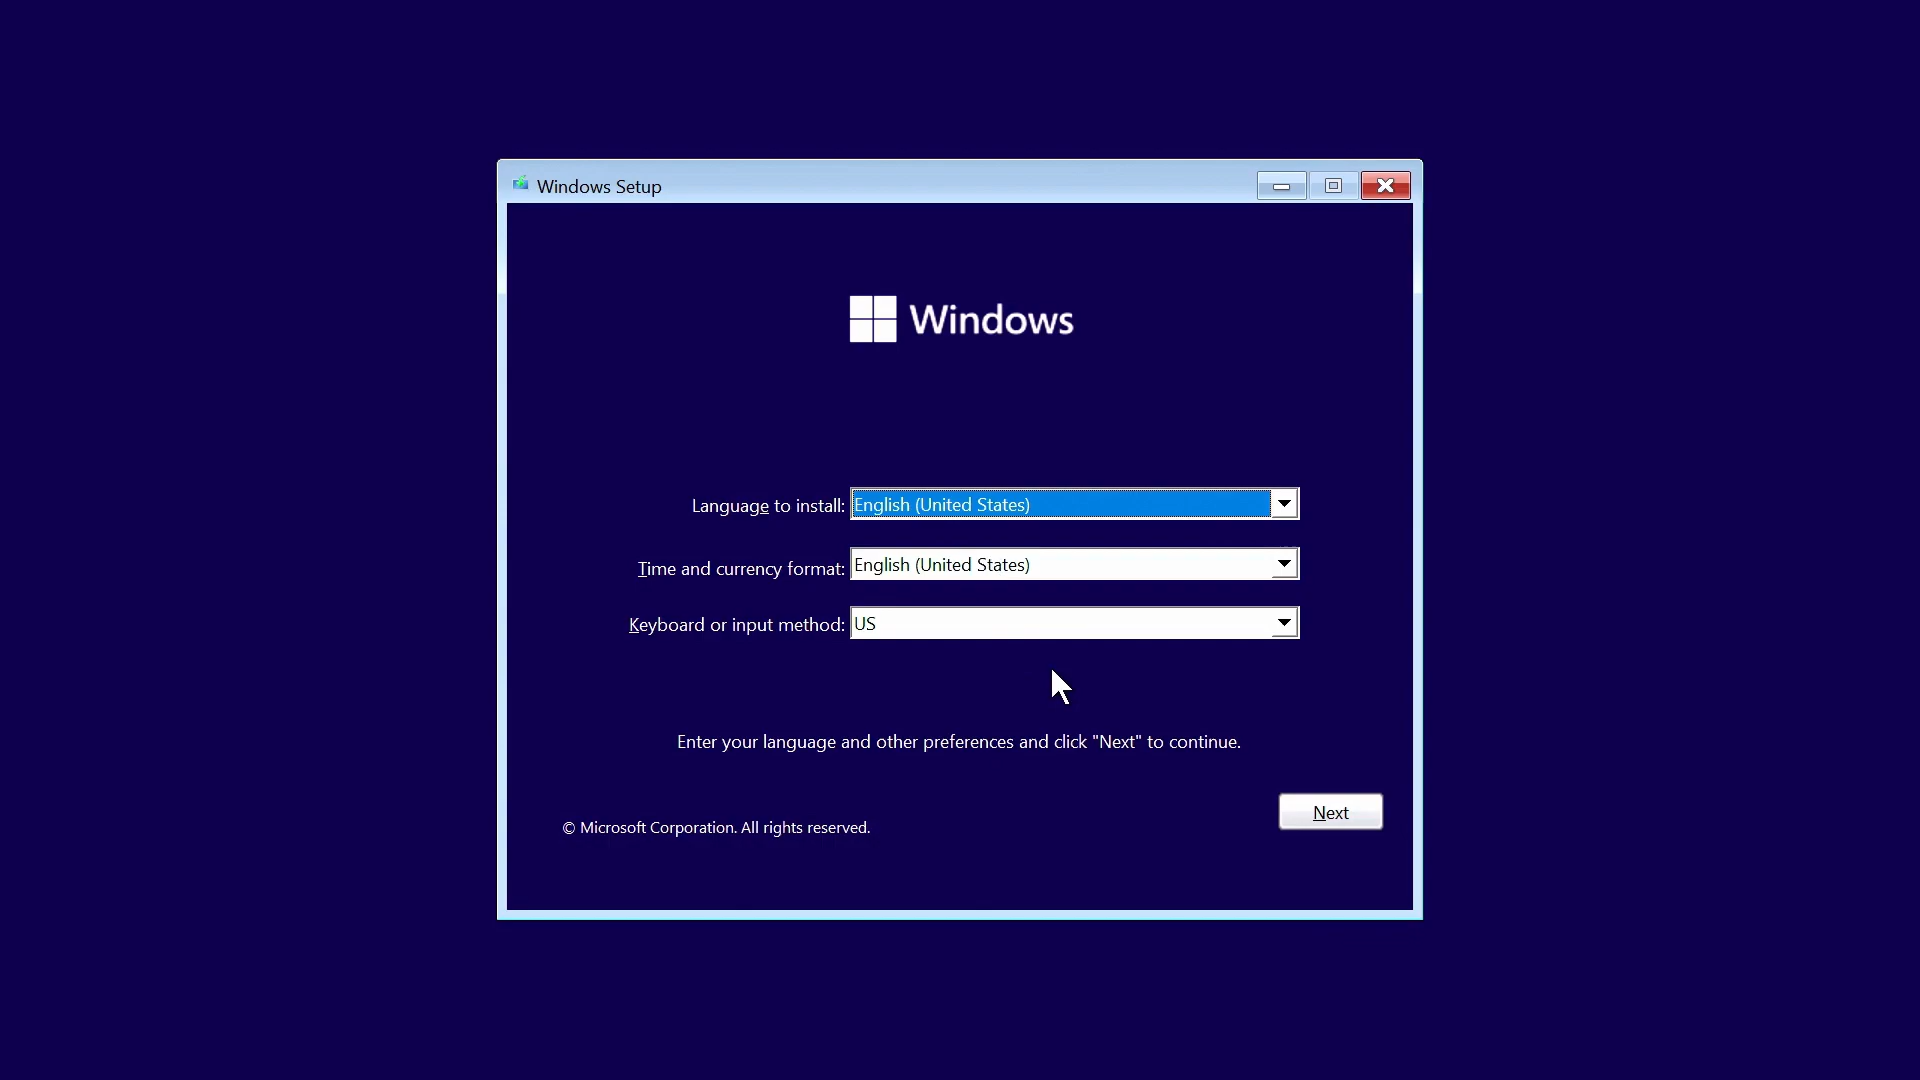 Windows Setup
Windows
Language to install: English (United States)
Time and currency format: English (United States)
Keyboard or input method: US
Enter your language and other preferences and click "Next" to continue.
Next
© Microsoft Corporation. All rights reserved.